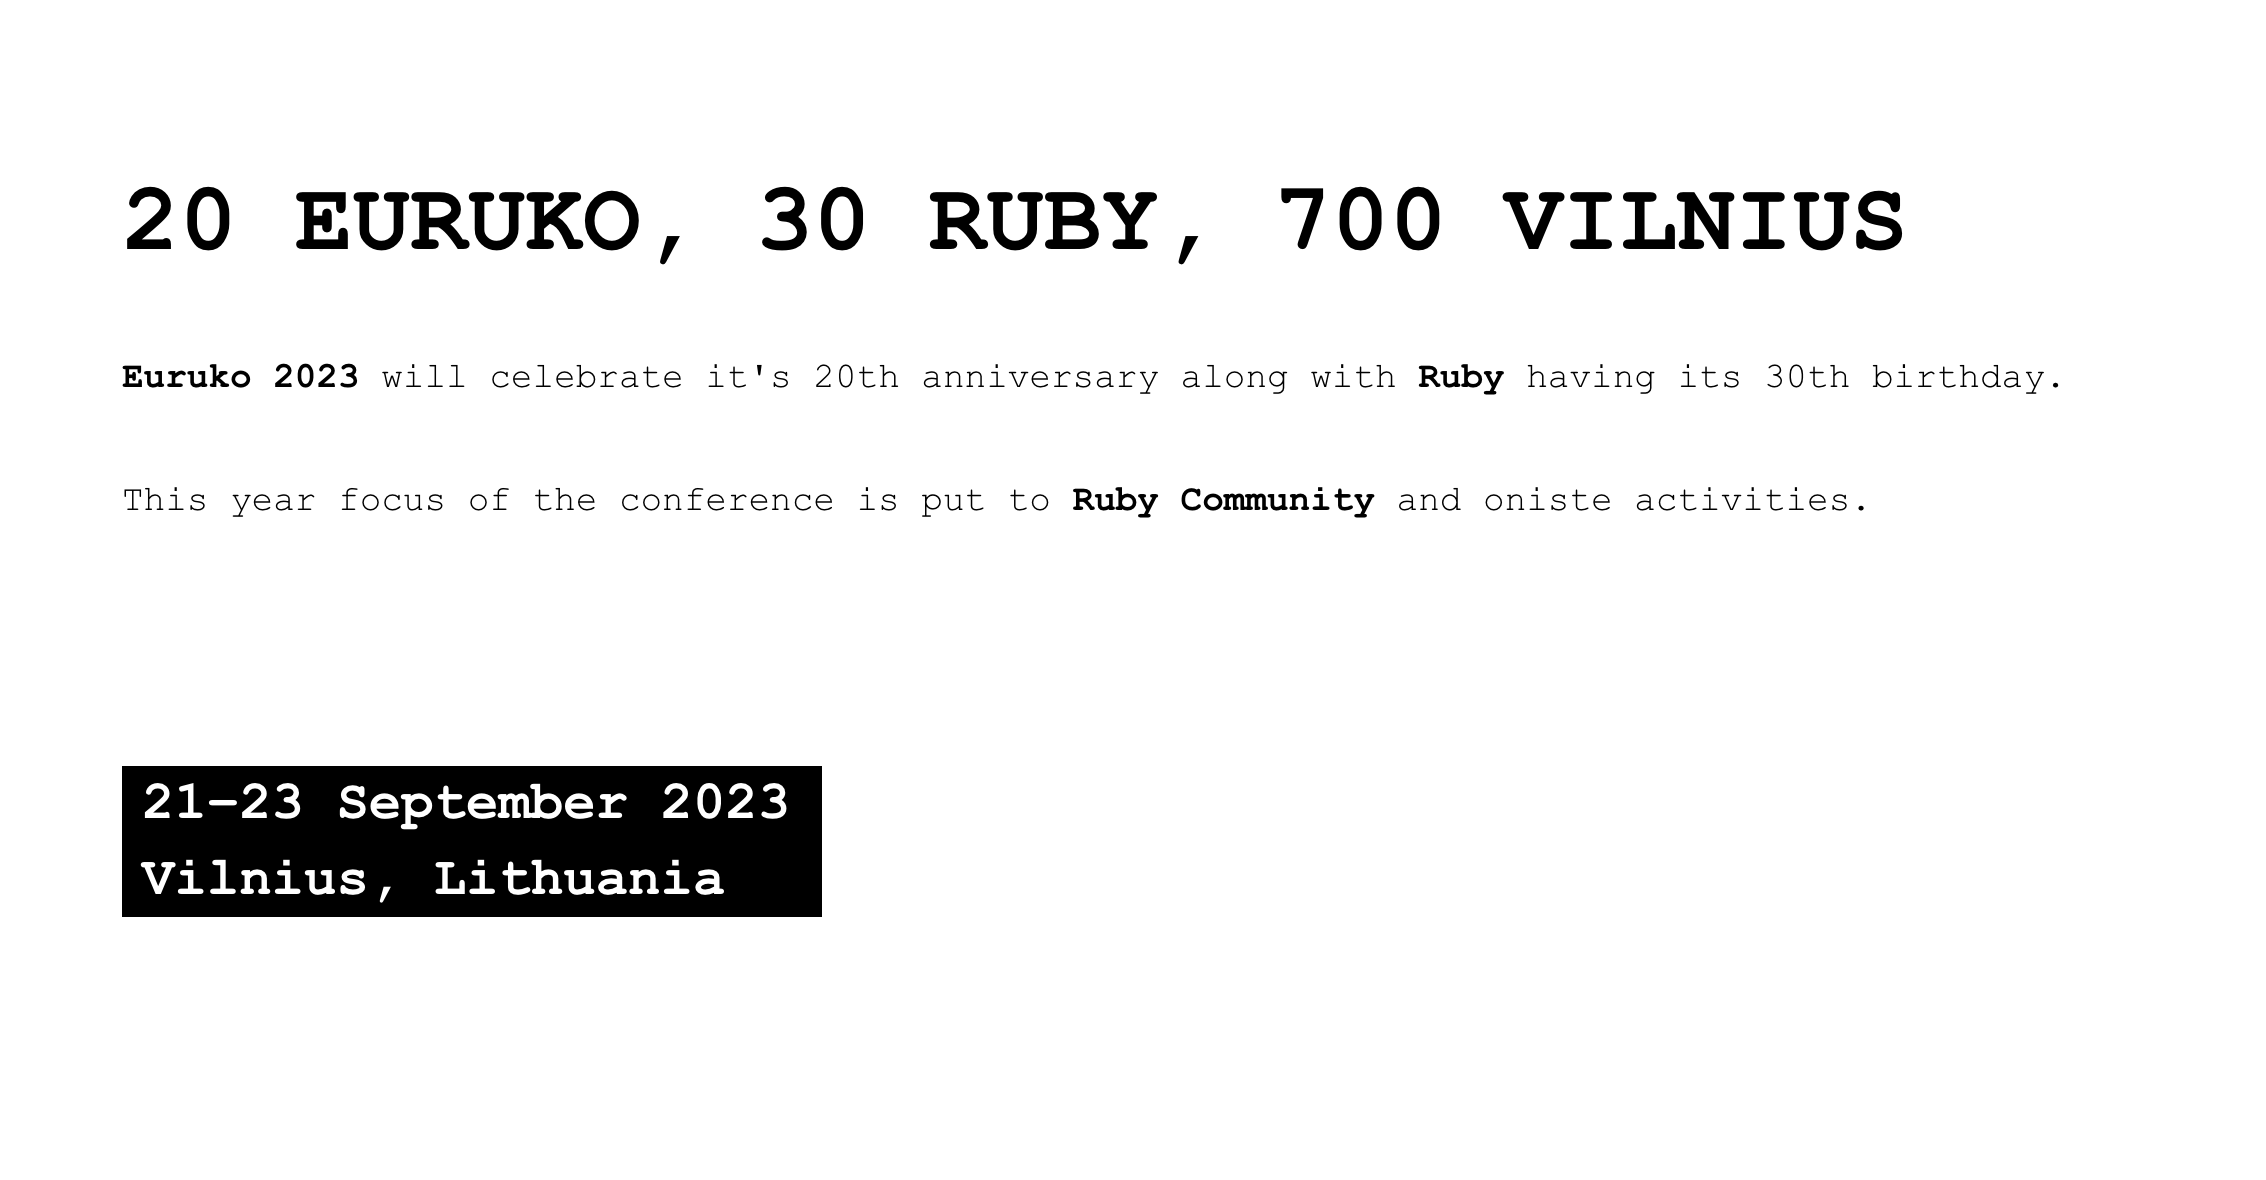 20 EURUKO, 30 RUBY, 700 VILNIUS
Euruko 2023 will celebrate it's 20th anniversary along with Ruby having its 30th birthday.
This year focus of the conference is put to Ruby Community and oniste activities.
21–23 September 2023
Vilnius, Lithuania